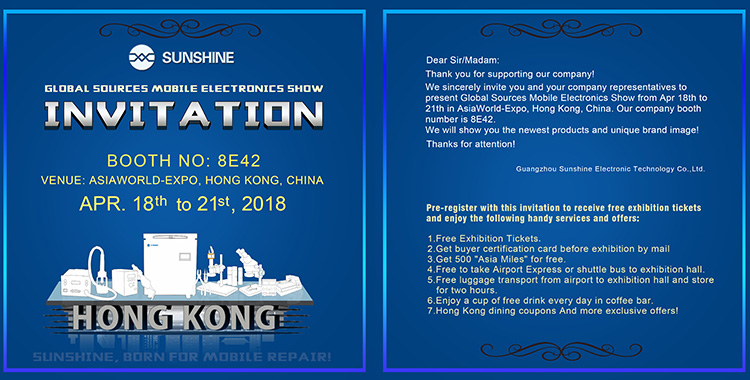 SUNSHINE
GLOBAL SOURCES MOBILE ELECTRONICS SHOW
INVITATION
BOOTH NO: 8E42
VENUE: ASIAWORLD-EXPO, HONG KONG, CHINA
APR. 18th to 21st, 2018
HONG KONG
SUNSHINE, BORN FOR MOBILE REPAIR!
Dear Sir/Madam:
Thank you for supporting our company!
We sincerely invite you and your company representatives to
present Global Sources Mobile Electronics Show from Apr 18th to
21th in AsiaWorld-Expo, Hong Kong, China. Our company booth
number is 8E42.
We will show you the newest products and unique brand image!
Thanks for attention!
Guangzhou Sunshine Electronic Technology Co.,Ltd.
Pre-register with this invitation to receive free exhibition tickets
and enjoy the following handy services and offers:
1.Free Exhibition Tickets.
2.Get buyer certification card before exhibition by mail
3.Get 500 "Asia Miles" for free.
4.Free to take Airport Express or shuttle bus to exhibition hall.
5.Free luggage transport from airport to exhibition hall and store
for two hours.
6.Enjoy a cup of free drink every day in coffee bar.
7.Hong Kong dining coupons And more exclusive offers!